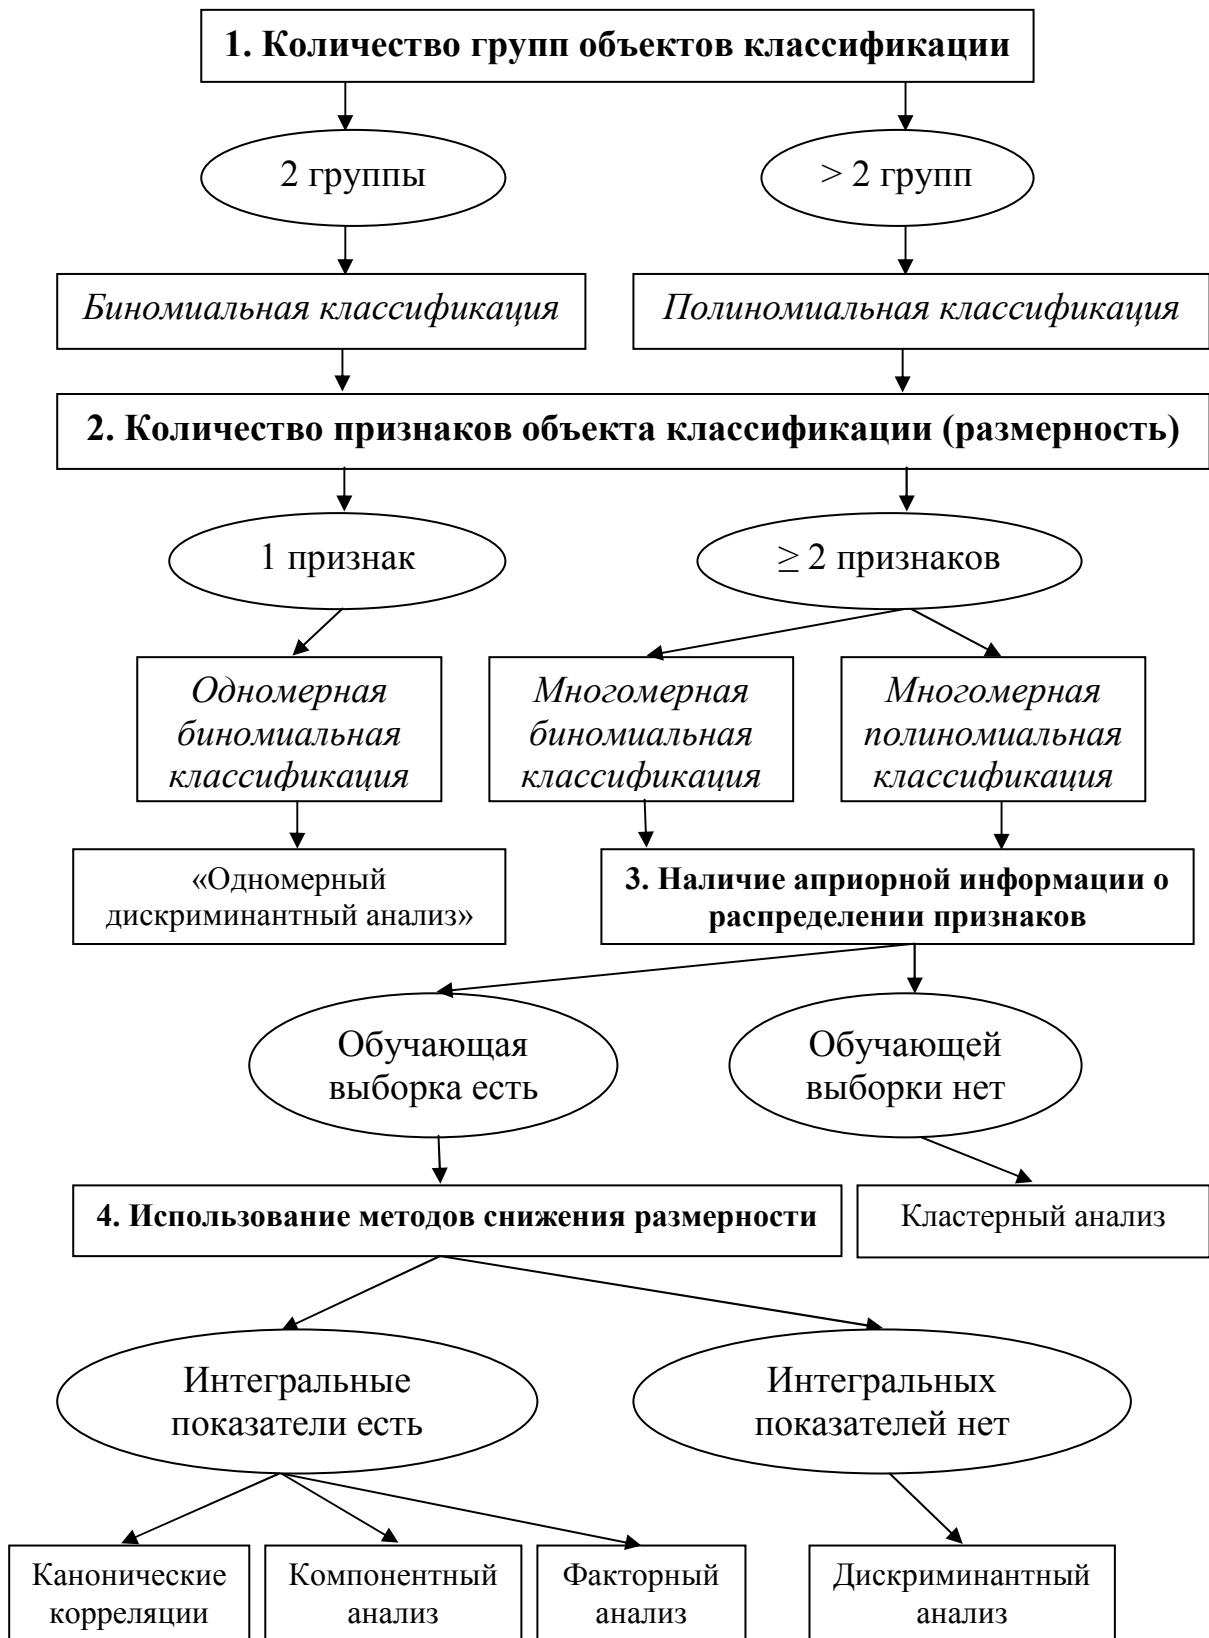 1. Количество групп объектов классификации
2 группы
> 2 групп
Биномиальная классификация
Полиномиальная классификация
2. Количество признаков объекта классификации (размерность)
1 признак
≥ 2 признаков
Одномерная
биномиальная
классификация
Многомерная
биномиальная
классификация
Многомерная
полиномиальная
классификация
«Одномерный
дискриминантный анализ»
3. Наличие априорной информации о
распределении признаков
Обучающая
выборка есть
Обучающей
выборки нет
4. Использование методов снижения размерности
Кластерный анализ
Интегральные
показатели есть
Интегральных
показателей нет
Канонические
корреляции
Компонентный
анализ
Факторный
анализ
Дискриминантный
анализ